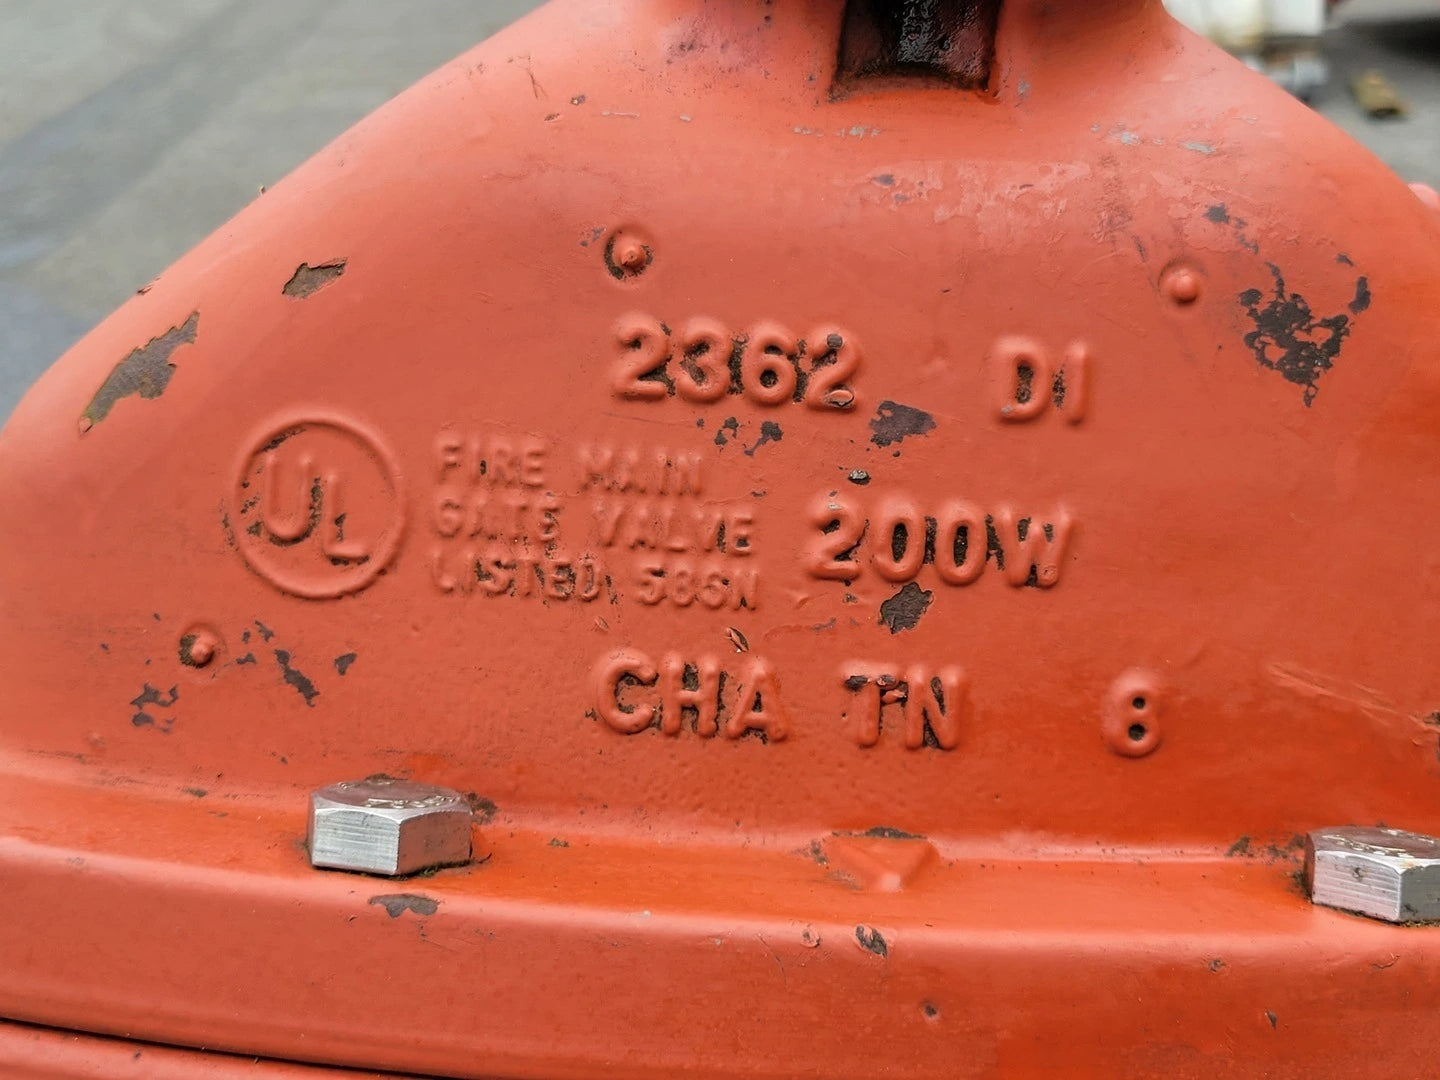 2362 DI
UL
FIRE MAIN
GATE VALVE
LISTED 586N
200W
CHA TN 8